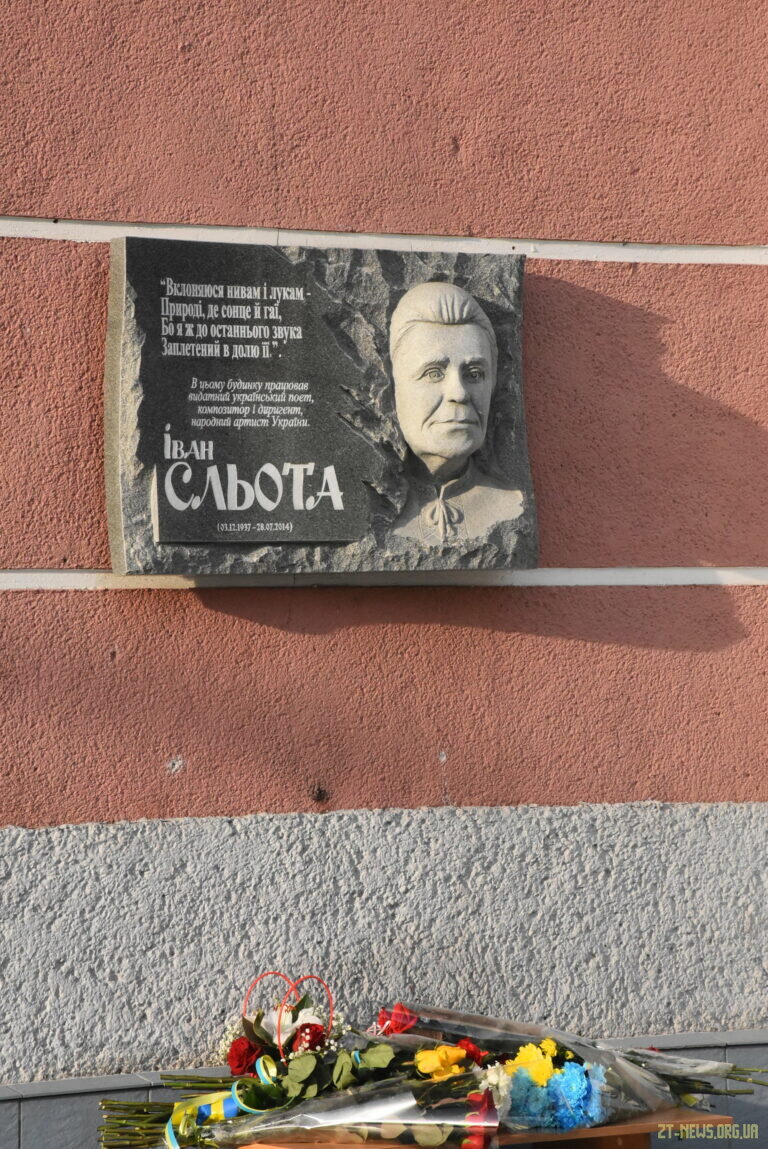 “Вклоняюся нивам і лукам -
Природі, де сонце й гаї,
Бо я ж до останнього звука
Заплетений в долю її.”.
В цьому будинку працював
видатний український поет,
композитор і диригент,
народний артист України.
Іван
СЛЬОТА
(03.12.1937-28.07.2014)
ZT-NEWS.ORG.UA